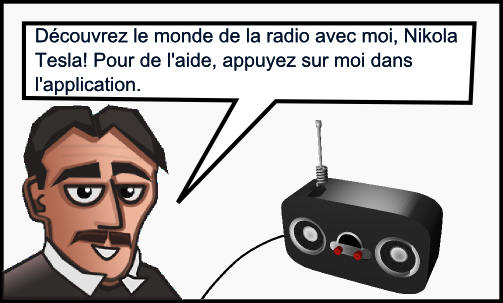 Découvrez le monde de la radio avec moi, Nikola
Tesla! Pour de l'aide, appuyez sur moi dans
l'application.